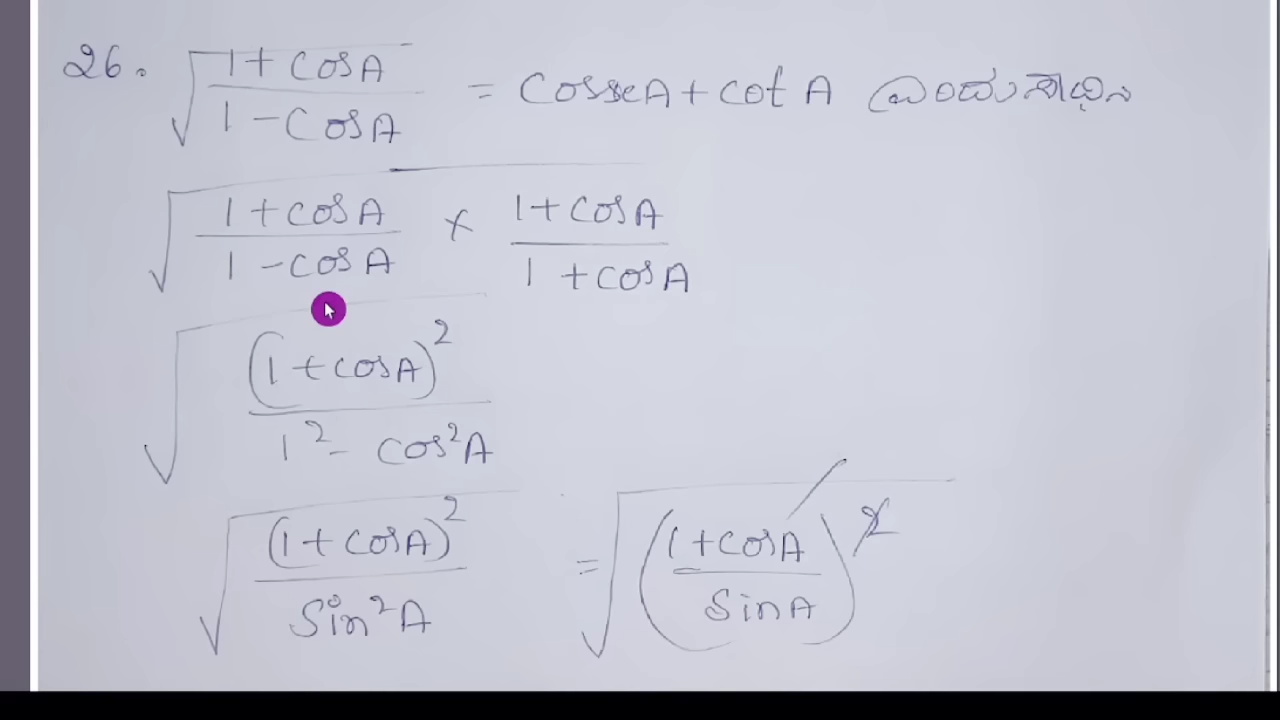 26. √(1 + cosA / 1 - cosA) = CosecA + cot A ಎಂದು ಸಾಧಿಸಿ
√(1 + cosA / 1 - cosA × 1 + cosA / 1 + cosA)
√((1 + cosA)² / 1² - cos²A)
√((1 + cosA)² / Sin²A) = √(1 + cosA / SinA)²